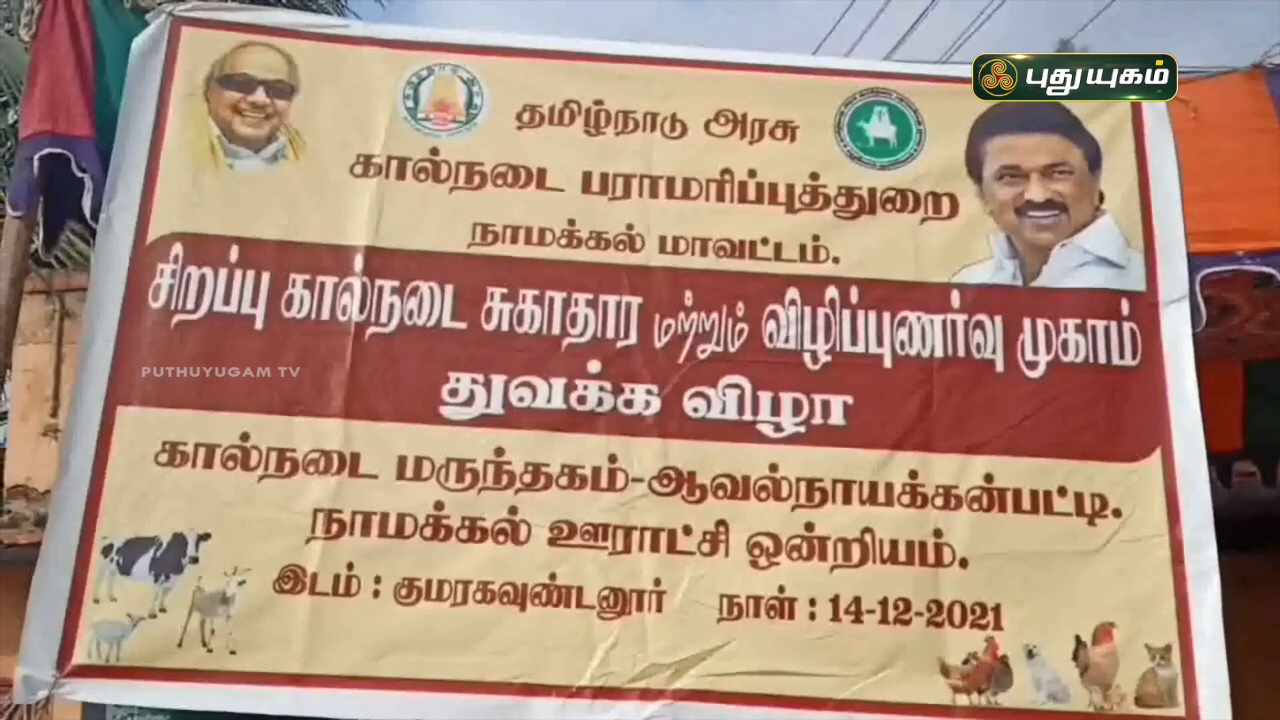 புதுயுகம்
தமிழ்நாடு அரசு
கால்நடை பராமரிப்புத்துறை
நாமக்கல் மாவட்டம்.
சிறப்பு கால்நடை சுகாதார மற்றும் விழிப்புணர்வு முகாம்
துவக்க விழா
PUTHUYUGAM TV
கால்நடை மருந்தகம்-ஆவல்நாயக்கன்பட்டி.
நாமக்கல் ஊராட்சி ஒன்றியம்.
இடம் : குமரகவுண்டனூர் நாள் : 14-12-2021